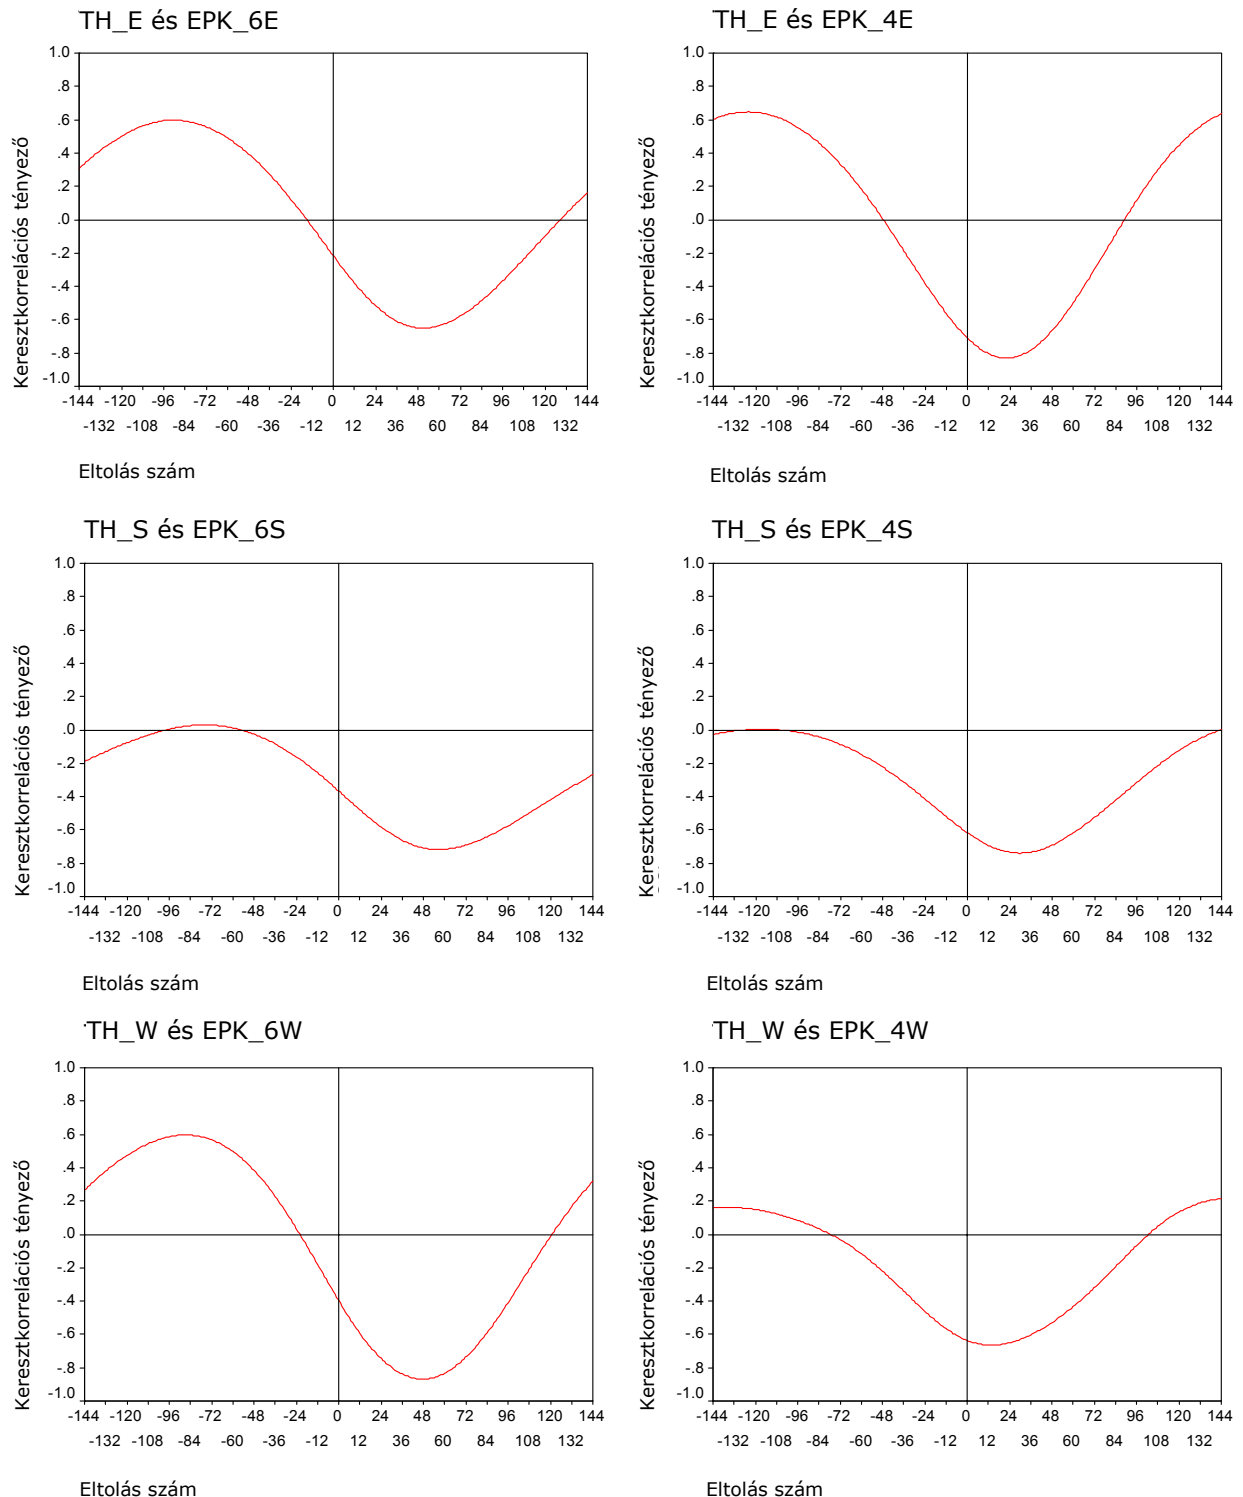 TH_E és EPK_6E
Keresztkorrelációs tényező
1.0
.8
.6
.4
.2
.0
-.2
-.4
-.6
-.8
-1.0
-144 -120 -96 -72 -48 -24 0 24 48 72 96 120 144
-132 -108 -84 -60 -36 -12 12 36 60 84 108 132
Eltolás szám
TH_E és EPK_4E
Keresztkorrelációs tényező
1.0
.8
.6
.4
.2
.0
-.2
-.4
-.6
-.8
-1.0
-144 -120 -96 -72 -48 -24 0 24 48 72 96 120 144
-132 -108 -84 -60 -36 -12 12 36 60 84 108 132
Eltolás szám
TH_S és EPK_6S
Keresztkorrelációs tényező
1.0
.8
.6
.4
.2
.0
-.2
-.4
-.6
-.8
-1.0
-144 -120 -96 -72 -48 -24 0 24 48 72 96 120 144
-132 -108 -84 -60 -36 -12 12 36 60 84 108 132
Eltolás szám
TH_S és EPK_4S
Keresztkorrelációs tényező
1.0
.8
.6
.4
.2
.0
-.2
-.4
-.6
-.8
-1.0
-144 -120 -96 -72 -48 -24 0 24 48 72 96 120 144
-132 -108 -84 -60 -36 -12 12 36 60 84 108 132
Eltolás szám
TH_W és EPK_6W
Keresztkorrelációs tényező
1.0
.8
.6
.4
.2
.0
-.2
-.4
-.6
-.8
-1.0
-144 -120 -96 -72 -48 -24 0 24 48 72 96 120 144
-132 -108 -84 -60 -36 -12 12 36 60 84 108 132
Eltolás szám
TH_W és EPK_4W
Keresztkorrelációs tényező
1.0
.8
.6
.4
.2
.0
-.2
-.4
-.6
-.8
-1.0
-144 -120 -96 -72 -48 -24 0 24 48 72 96 120 144
-132 -108 -84 -60 -36 -12 12 36 60 84 108 132
Eltolás szám